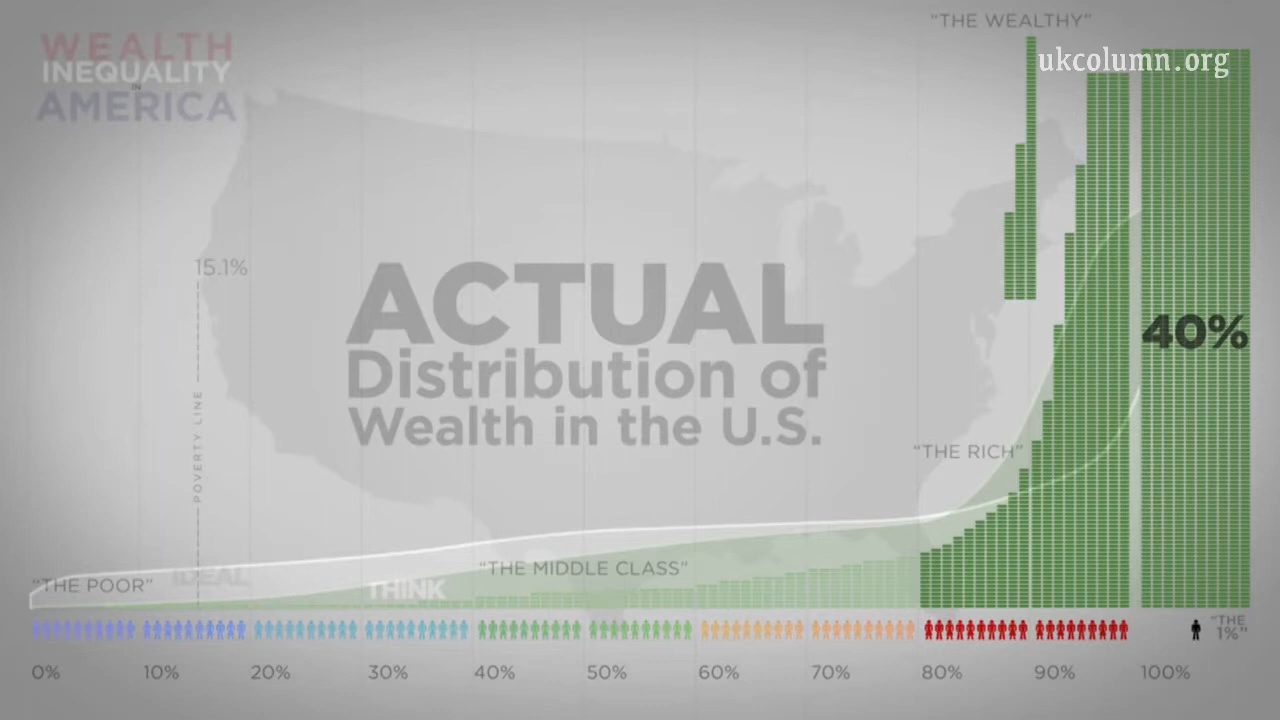 "THE WEALTHY"
WEALTH
INEQUALITY
IN
AMERICA
ukcolumn.org
15.1%
ACTUAL
Distribution of
Wealth in the U.S.
40%
POVERTY LINE
"THE RICH"
"THE MIDDLE CLASS"
"THE POOR"
IDEAL
THINK
"THE
1%"
0% 10% 20% 30% 40% 50% 60% 70% 80% 90% 100%